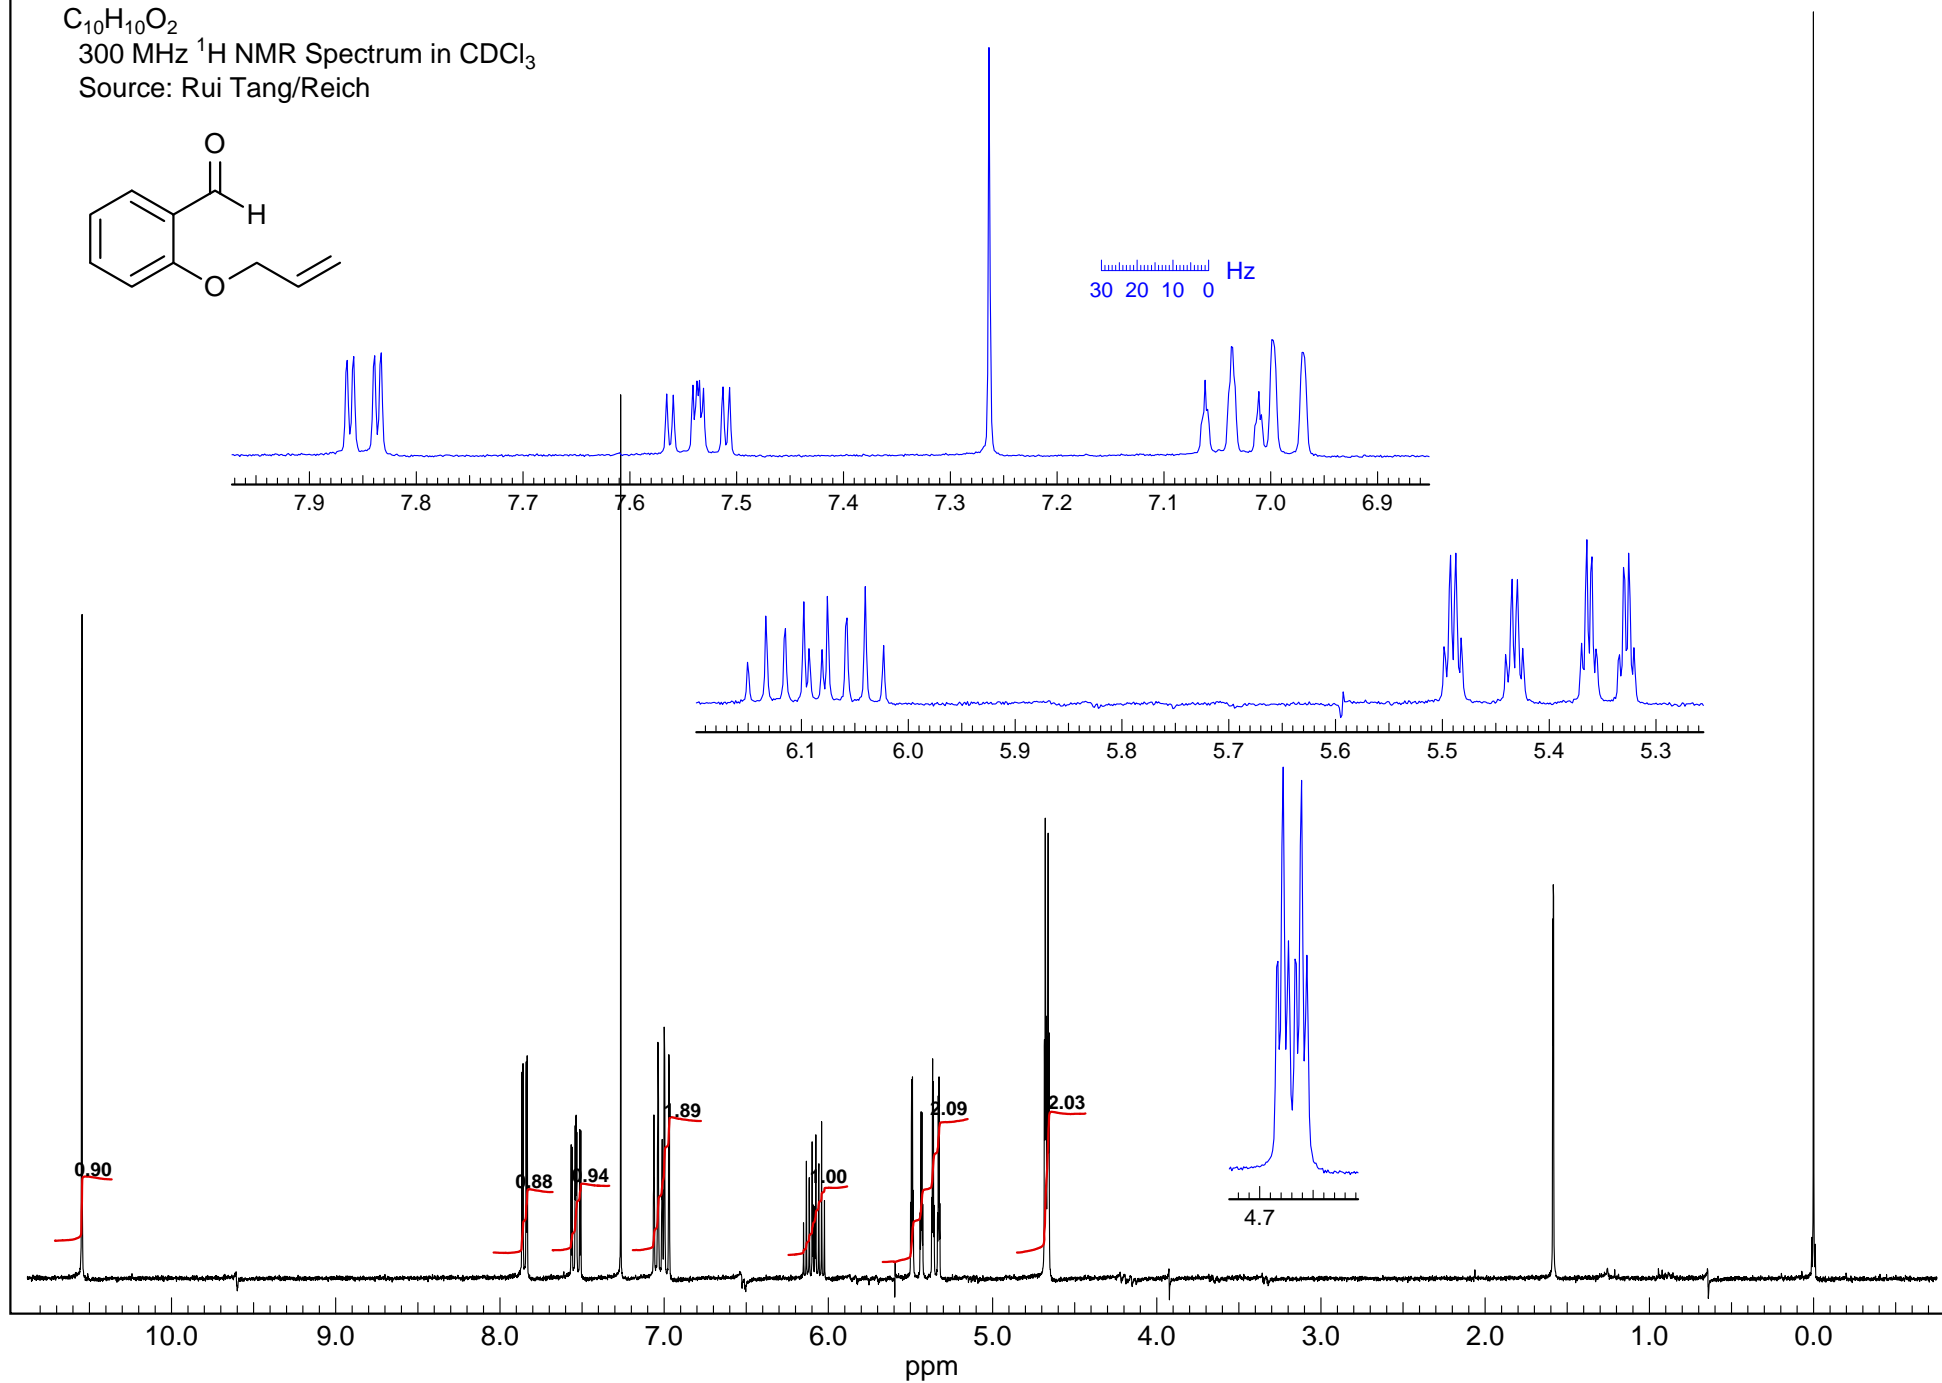 C₁₀H₁₀O₂
300 MHz ¹H NMR Spectrum in CDCl₃
Source: Rui Tang/Reich
O
H
O
Hz
30 20 10 0
7.9 7.8 7.7 7.6 7.5 7.4 7.3 7.2 7.1 7.0 6.9
6.1 6.0 5.9 5.8 5.7 5.6 5.5 5.4 5.3
4.7
0.90 0.88 0.94 1.89 1.00 2.09 2.03
10.0 9.0 8.0 7.0 6.0 5.0 4.0 3.0 2.0 1.0 0.0
ppm